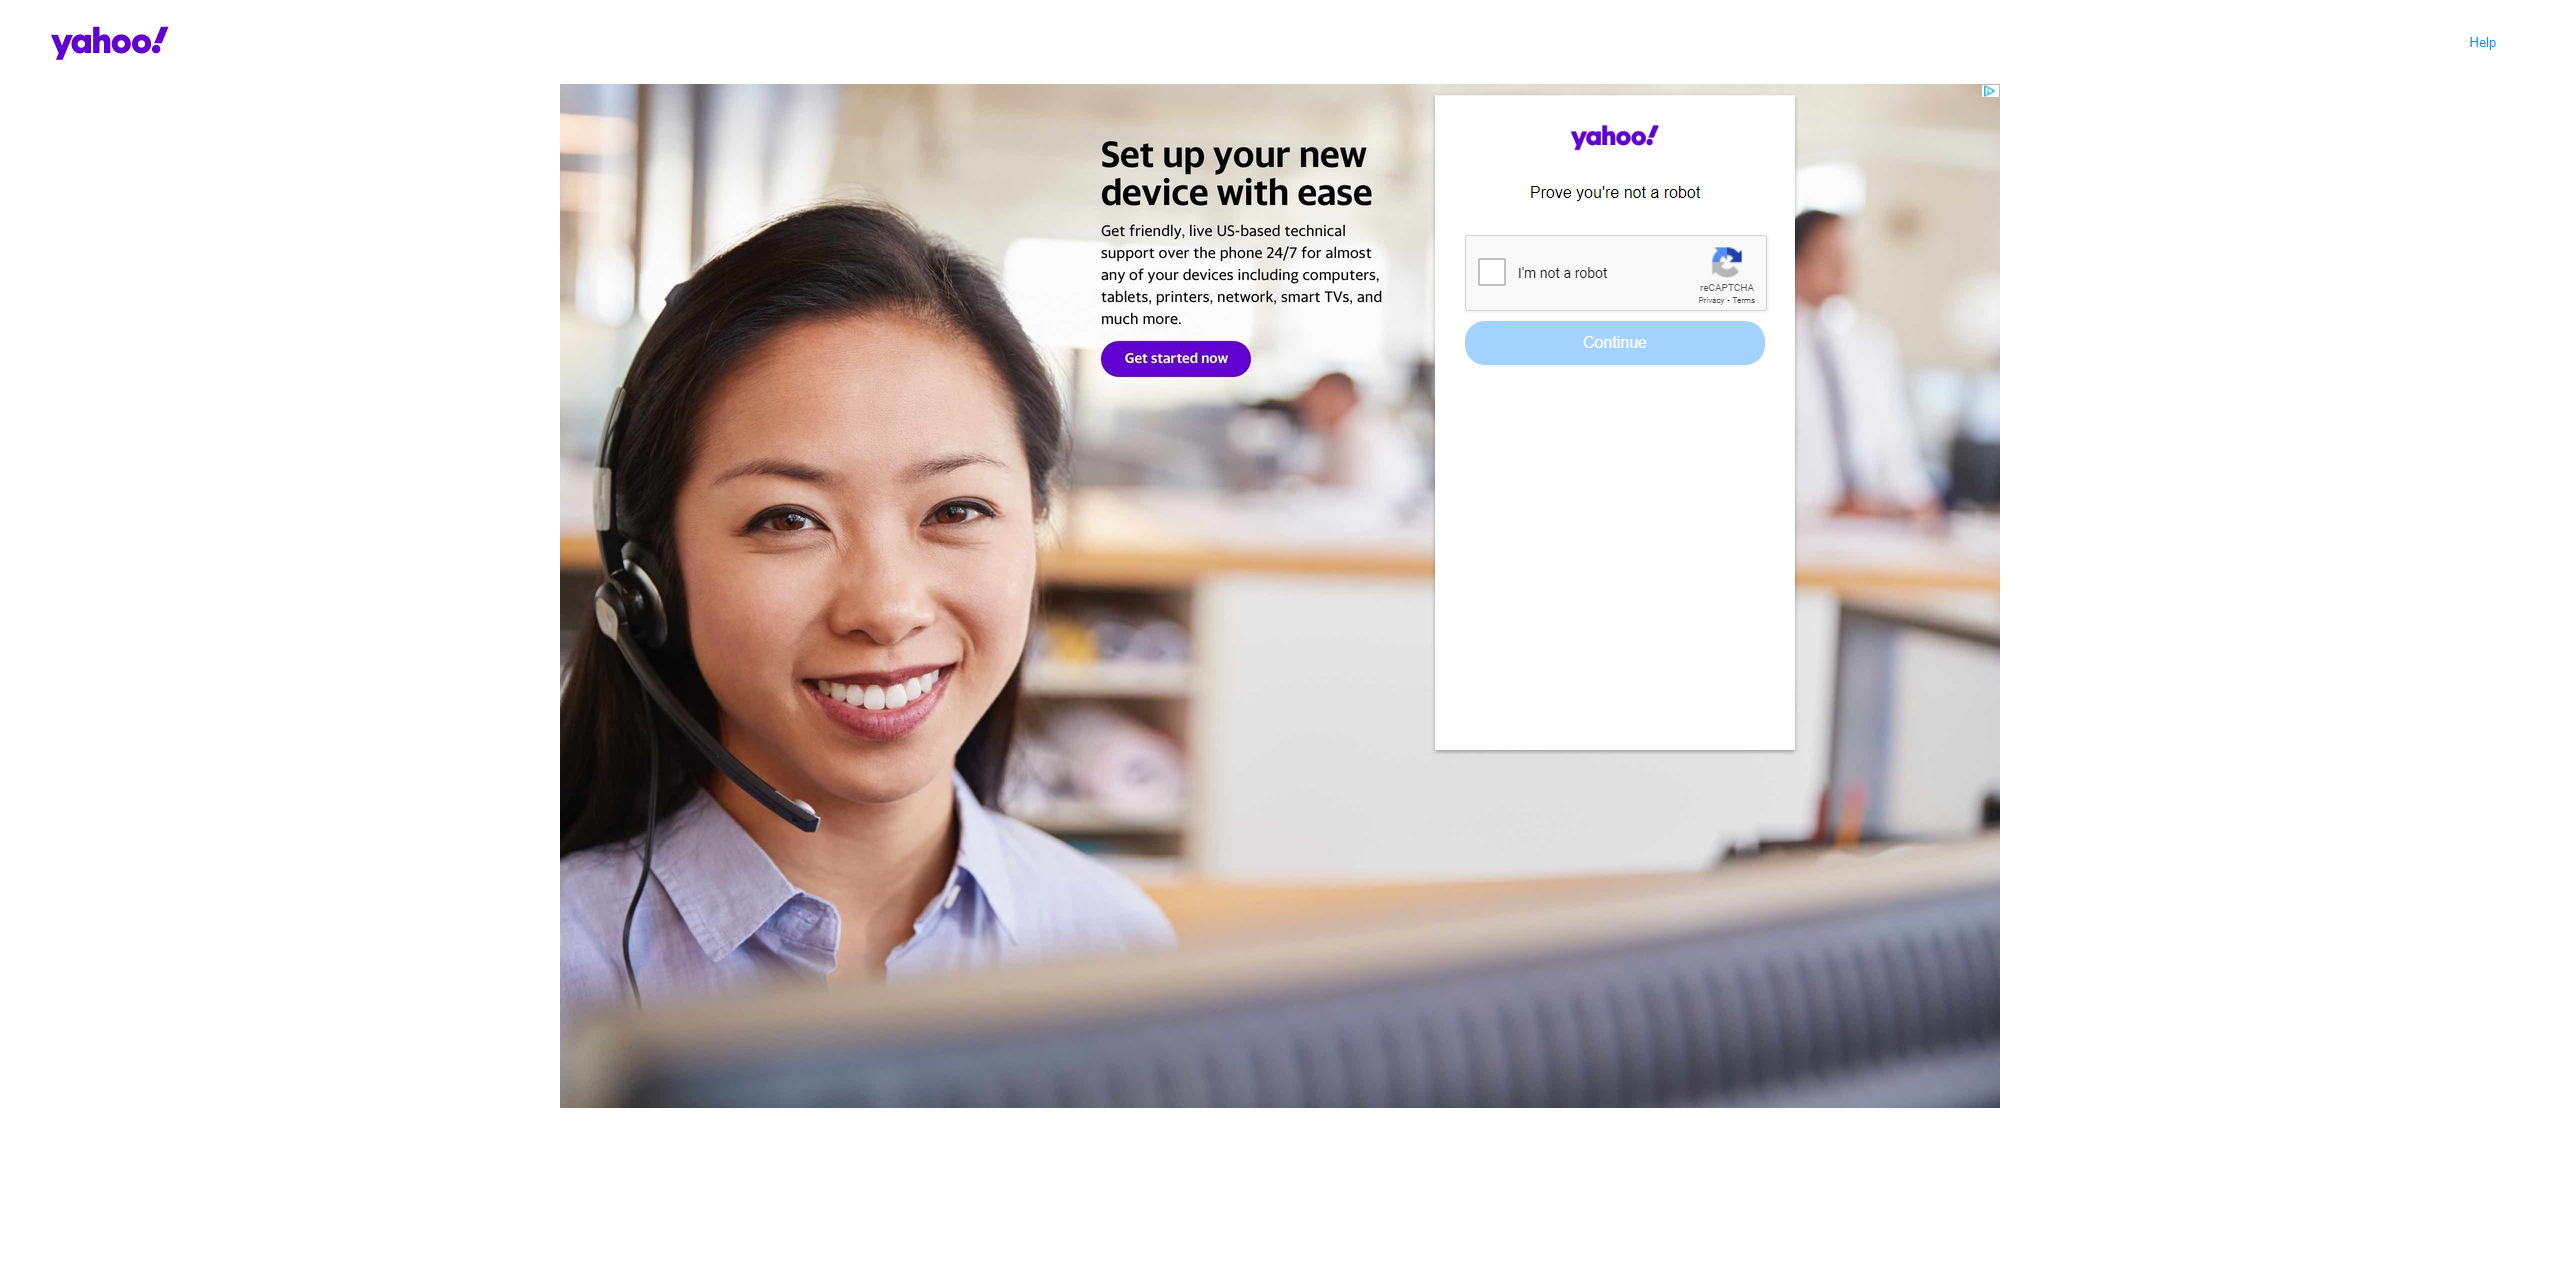 yahoo!
Help
Set up your new
device with ease
Get friendly, live US-based technical
support over the phone 24/7 for almost
any of your devices including computers,
tablets, printers, network, smart TVs, and
much more.
Get started now
yahoo!
Prove you're not a robot
I'm not a robot
reCAPTCHA
Privacy - Terms
Continue